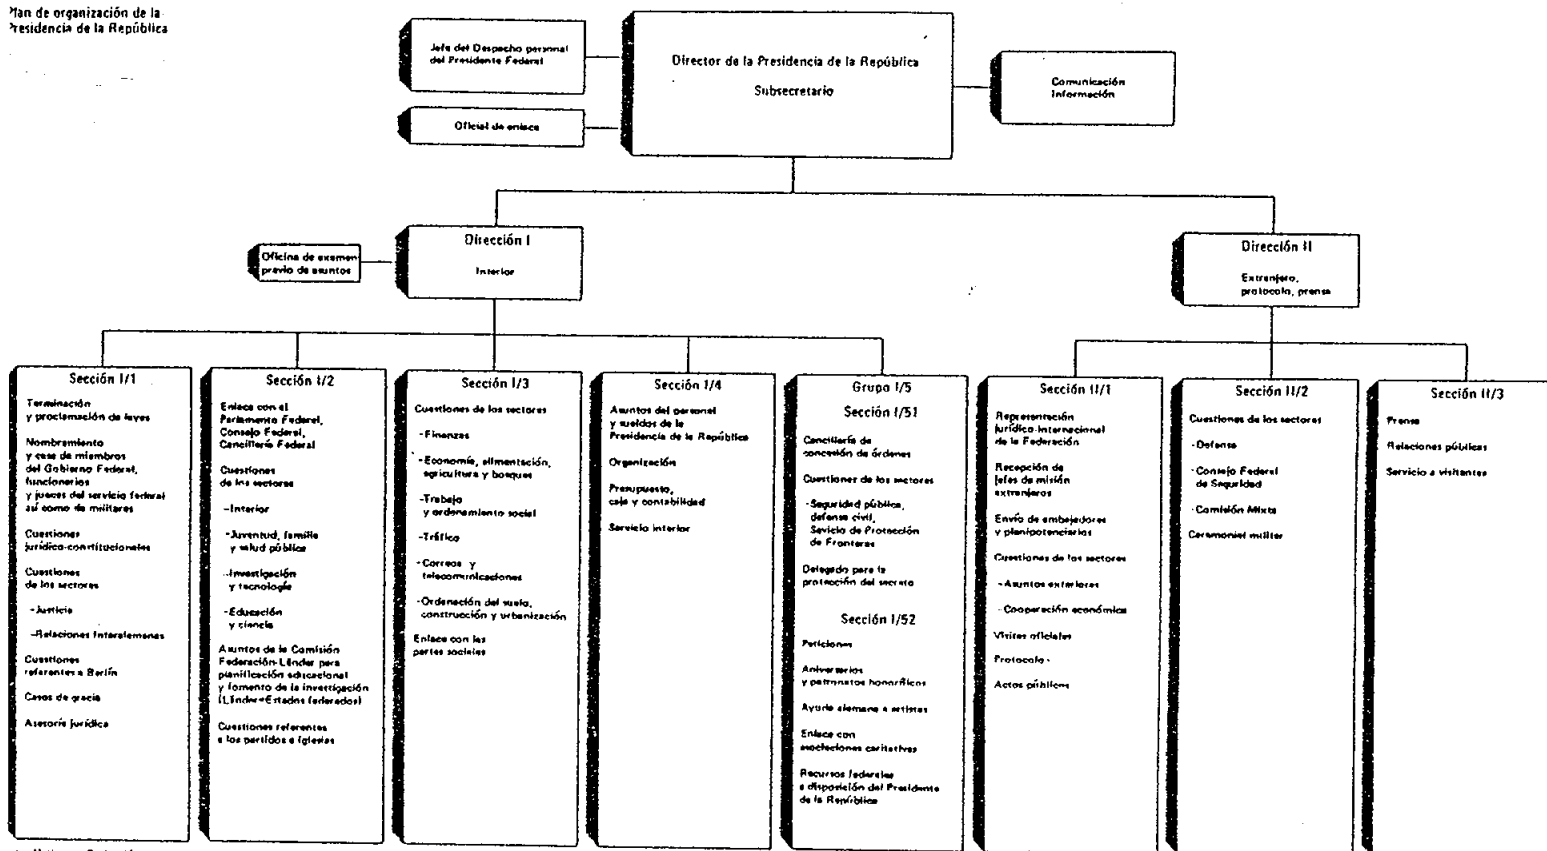 Plan de organización de la
Presidencia de la República
Jefe del Despacho personal
del Presidente Federal
Oficial de enlace
Director de la Presidencia de la República
Subsecretario
Comunicación
Información
Dirección I
Interior
Oficina de examen
previo de asuntos
Dirección II
Extranjero,
protocolo, prensa
Sección I/1
Terminación
y proclamación de leyes
Nombramiento
y cese de miembros
del Gobierno Federal,
funcionarios
y jueces del servicio federal
así como de militares
Cuestiones
jurídico-constitucionales
Cuestiones
de los sectores
-Justicia
-Relaciones Interalemanas
Cuestiones
referentes a Berlín
Casos de gracia
Asesoría jurídica
Sección I/2
Enlace con el
Parlamento Federal,
Consejo Federal,
Cancillería Federal
Cuestiones
de los sectores
-Interior
-Juventud, familia
y salud pública
-Investigación
y tecnología
-Educación
y ciencia
Asuntos de la Comisión
Federación-Länder para
planificación educacional
y fomento de la investigación
(Länder=Estados federados)
Cuestiones referentes
a los partidos e iglesias
Sección I/3
Cuestiones de los sectores
-Finanzas
-Economía, alimentación,
agricultura y bosques
-Trabajo
y ordenamiento social
-Tráfico
-Correos y
telecomunicaciones
-Ordenación del suelo,
construcción y urbanización
Enlace con las
partes sociales
Sección I/4
Asuntos del personal
y sueldos de la
Presidencia de la República
Organización
Presupuesto,
caja y contabilidad
Servicio interior
Grupo I/5
Sección I/51
Cancillería de
concesión de órdenes
Cuestiones de los sectores
-Seguridad pública,
defensa civil,
Sevicio de Protección
de Fronteras
Delegado para la
protección del secreto
Sección I/52
Peticiones
Aniversarios
y patronatos honoríficos
Ayuda alemana a artistas
Enlace con
asociaciones caritativas
Recursos federales
a disposición del Presidente
de la República
Sección II/1
Representación
jurídico-internacional
de la Federación
Recepción de
jefes de misión
extranjeros
Envío de embajadores
y plenipotenciarios
Cuestiones de los sectores
-Asuntos exteriores
-Cooperación económica
Visitas oficiales
Protocolo
Actos públicos
Sección II/2
Cuestiones de los sectores
-Defensa
-Consejo Federal
de Seguridad
-Comisión Mixta
Ceremonial militar
Sección II/3
Prensa
Relaciones públicas
Servicio a visitantes